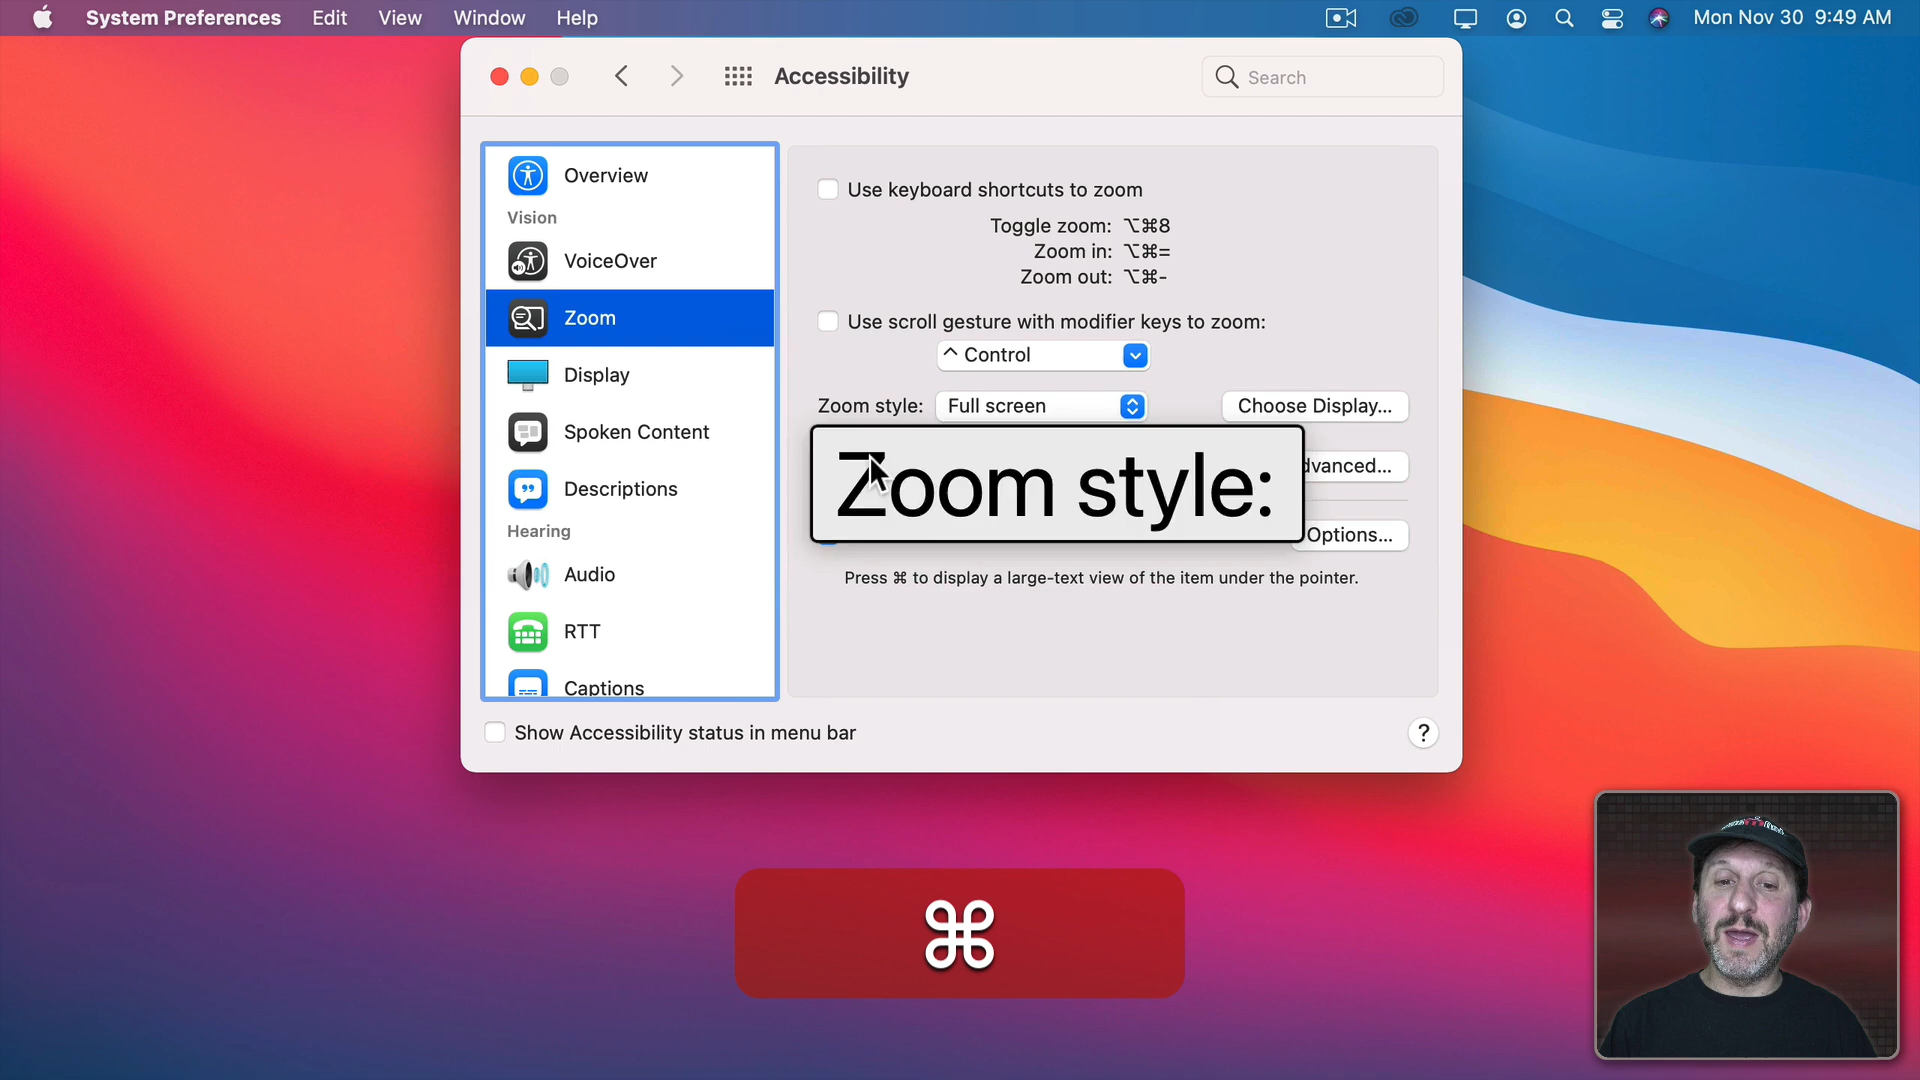 System Preferences Edit View Window Help Mon Nov 30 9:49 AM
Accessibility
Search
Overview
Vision
VoiceOver
Zoom
Display
Spoken Content
Descriptions
Hearing
Audio
RTT
Captions
Use keyboard shortcuts to zoom
Toggle zoom: ⌥⌘8
Zoom in: ⌥⌘=
Zoom out: ⌥⌘-
Use scroll gesture with modifier keys to zoom:
^ Control
Zoom style: Full screen Choose Display...
Zoom style:
dvanced...
Options...
Press ⌘ to display a large-text view of the item under the pointer.
Show Accessibility status in menu bar
?
⌘